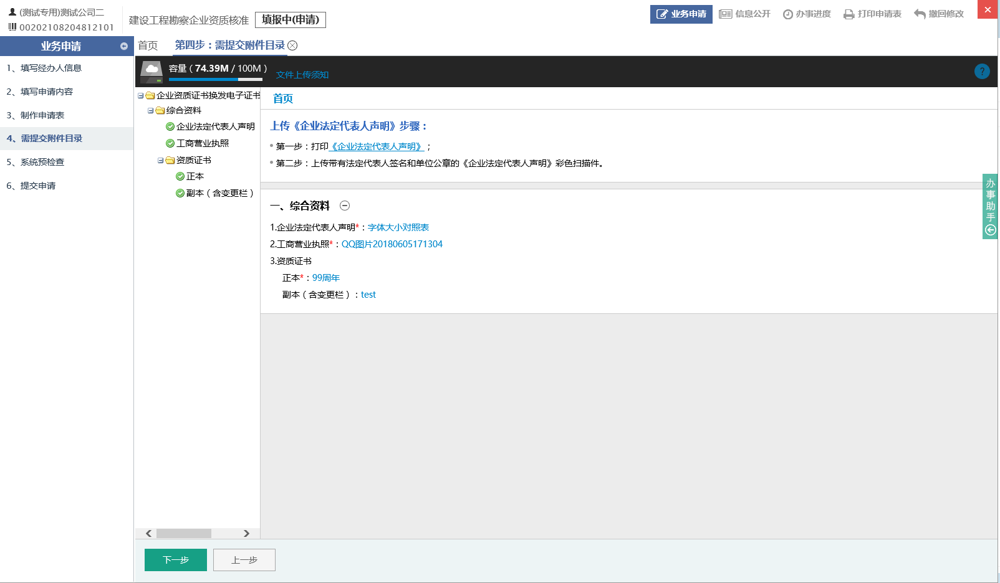 (测试专用)测试公司二
00202108204812101
建设工程勘察企业资质核准
填报中(申请)
业务申请
信息公开
办事进度
打印申请表
撤回修改
业务申请
1、填写经办人信息
2、填写申请内容
3、制作申请表
4、需提交附件目录
5、系统预检查
6、提交申请
首页
第四步：需提交附件目录
容量 ( 74.39M / 100M )
文件上传须知
?
企业资质证书换发电子证书
综合资料
企业法定代表人声明
工商营业执照
资质证书
正本
副本（含变更栏）
首页
上传《企业法定代表人声明》步骤：
第一步：打印《企业法定代表人声明》；
第二步：上传带有法定代表人签名和单位公章的《企业法定代表人声明》彩色扫描件。
一、综合资料
1.企业法定代表人声明*：字体大小对照表
2.工商营业执照*：QQ图片20180605171304
3.资质证书
正本*：99周年
副本（含变更栏）：test
办事助手
下一步
上一步